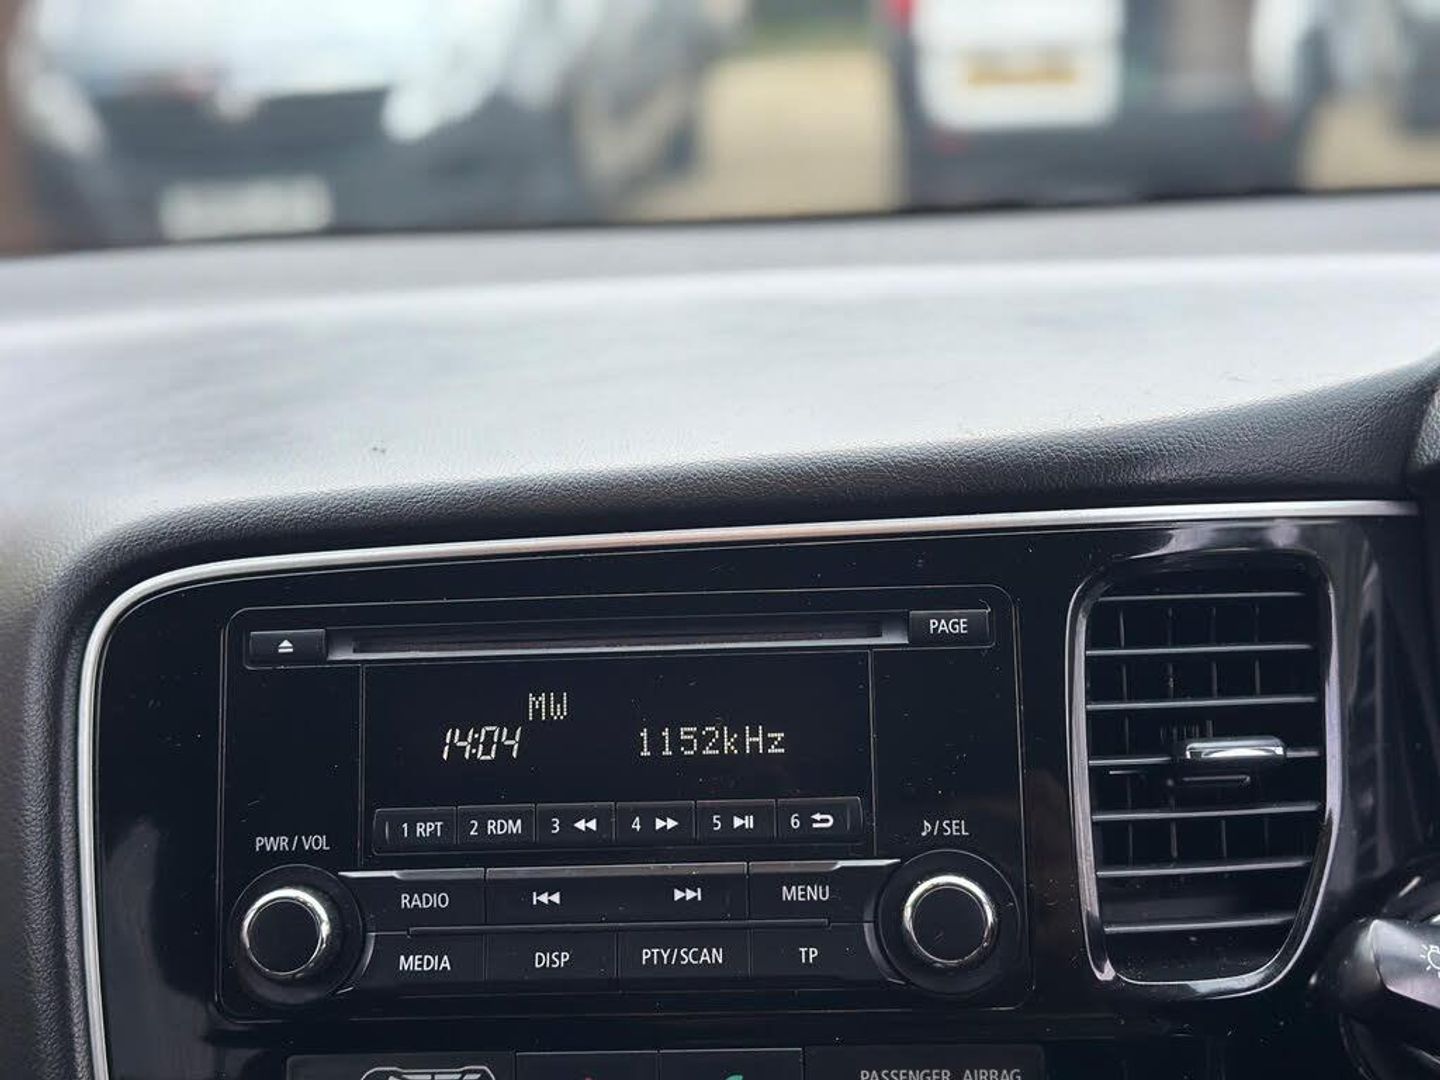 PAGE
MW
14:04 1152kHz
1 RPT 2 RDM 3 4 5 6
PWR / VOL
♪/ SEL
RADIO MENU
MEDIA DISP PTY/SCAN TP
PASSENGER AIRBAG